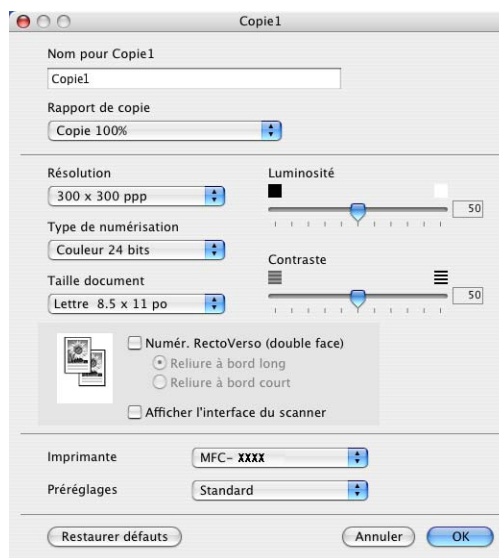 Copie1
Nom pour Copie1
Copie1
Rapport de copie
Copie 100%
Résolution
300 x 300 ppp
Type de numérisation
Couleur 24 bits
Taille document
Lettre 8.5 x 11 po
Luminosité
50
Contraste
50
Numér. RectoVerso (double face)
Reliure à bord long
Reliure à bord court
Afficher l'interface du scanner
Imprimante
MFC- XXXX
Préréglages
Standard
Restaurer défauts
Annuler
OK